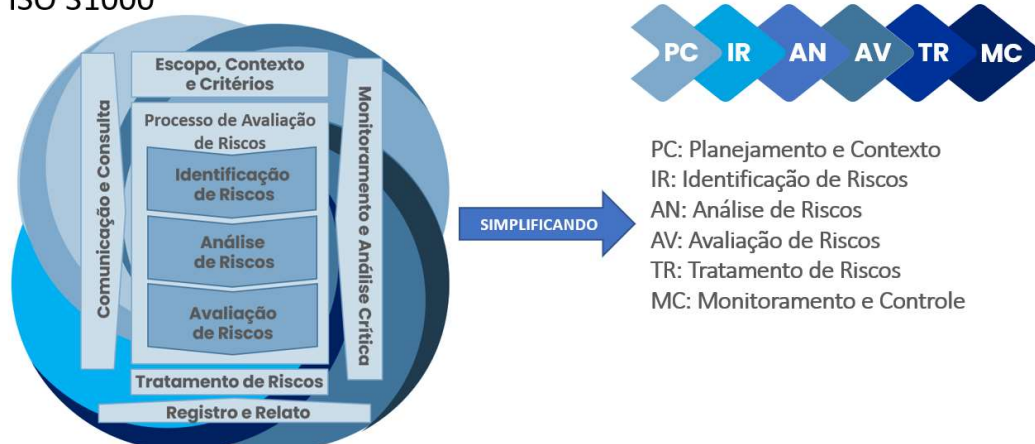 ISO 31000
Escopo, Contexto
e Critérios
Processo de Avaliação
de Riscos
Identificação
de Riscos
Análise
de Riscos
Avaliação
de Riscos
Tratamento de Riscos
Registro e Relato
Comunicação e Consulta
Monitoramento e Análise Crítica
SIMPLIFICANDO
PC IR AN AV TR MC
PC: Planejamento e Contexto
IR: Identificação de Riscos
AN: Análise de Riscos
AV: Avaliação de Riscos
TR: Tratamento de Riscos
MC: Monitoramento e Controle